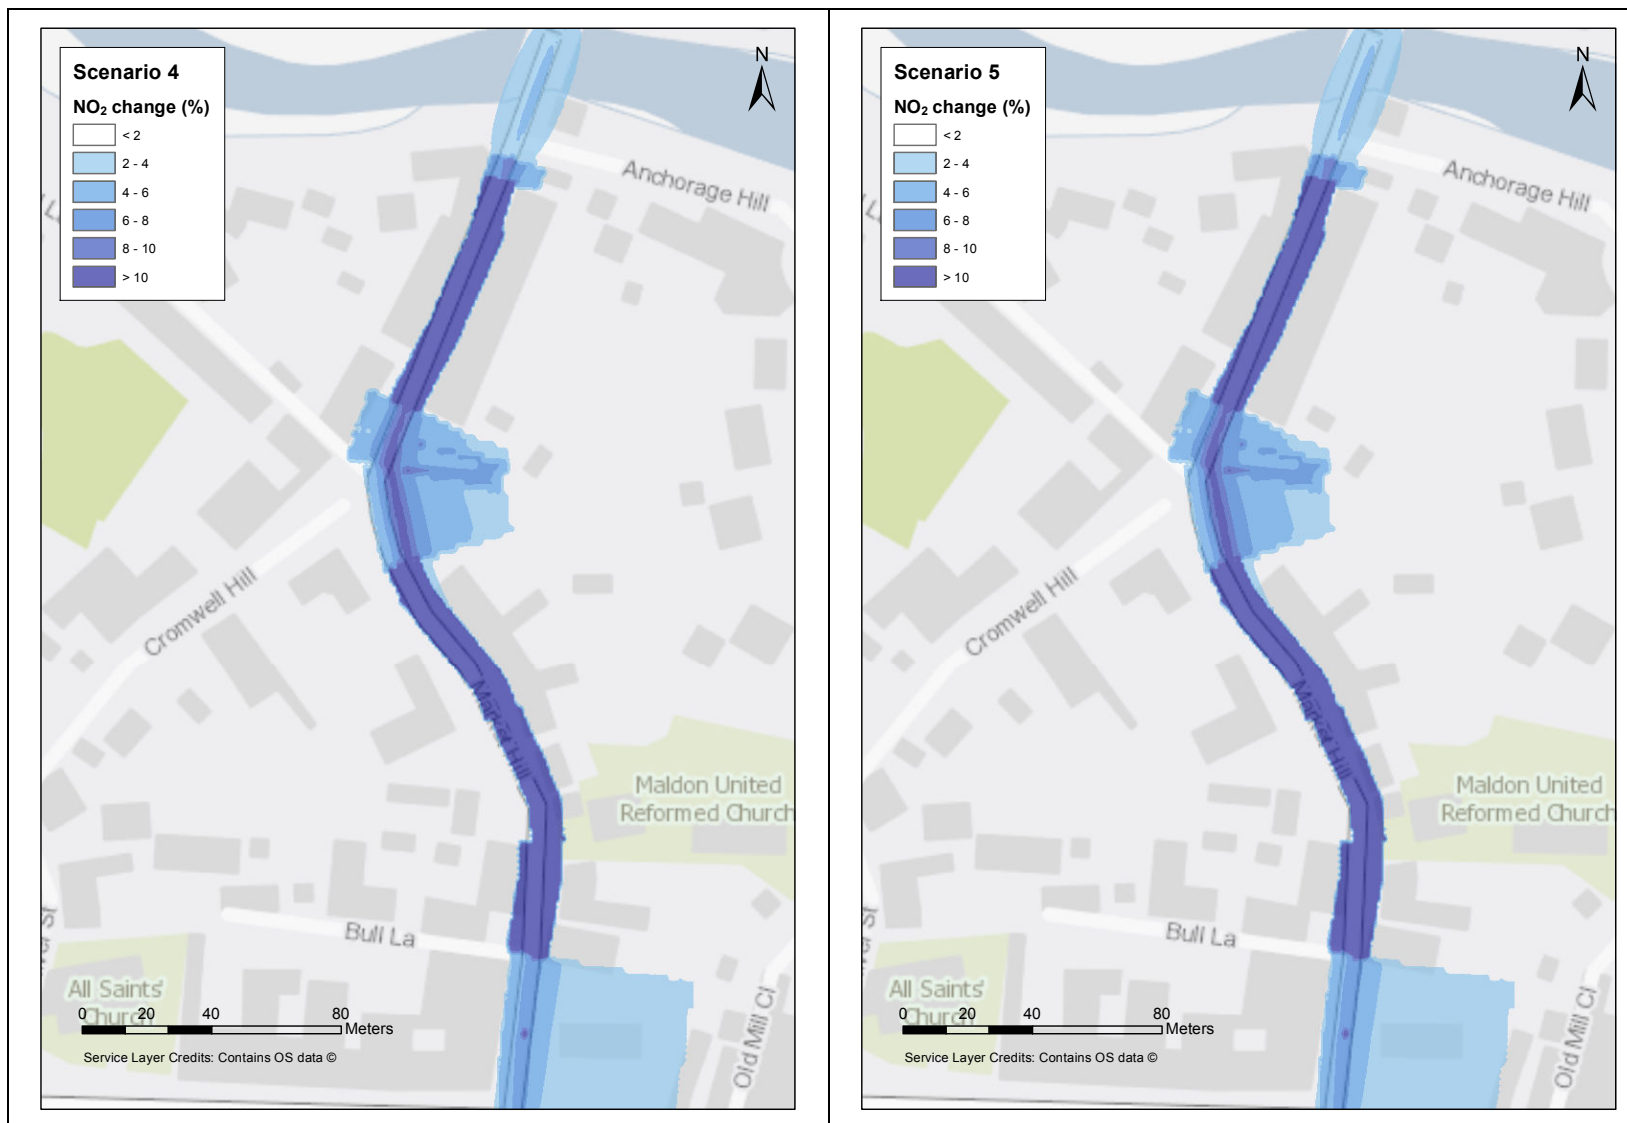 Scenario 4
NO₂ change (%)
< 2
2 - 4
4 - 6
6 - 8
8 - 10
> 10
N
Anchorage Hill
Cromwell Hill
Market Hill
Maldon United
Reformed Church
Bull La
All Saints'
Church
Old Mill Cl
0 20 40 80
Meters
Service Layer Credits: Contains OS data ©
Scenario 5
NO₂ change (%)
< 2
2 - 4
4 - 6
6 - 8
8 - 10
> 10
N
Anchorage Hill
Cromwell Hill
Market Hill
Maldon United
Reformed Church
Bull La
All Saints'
Church
Old Mill Cl
0 20 40 80
Meters
Service Layer Credits: Contains OS data ©